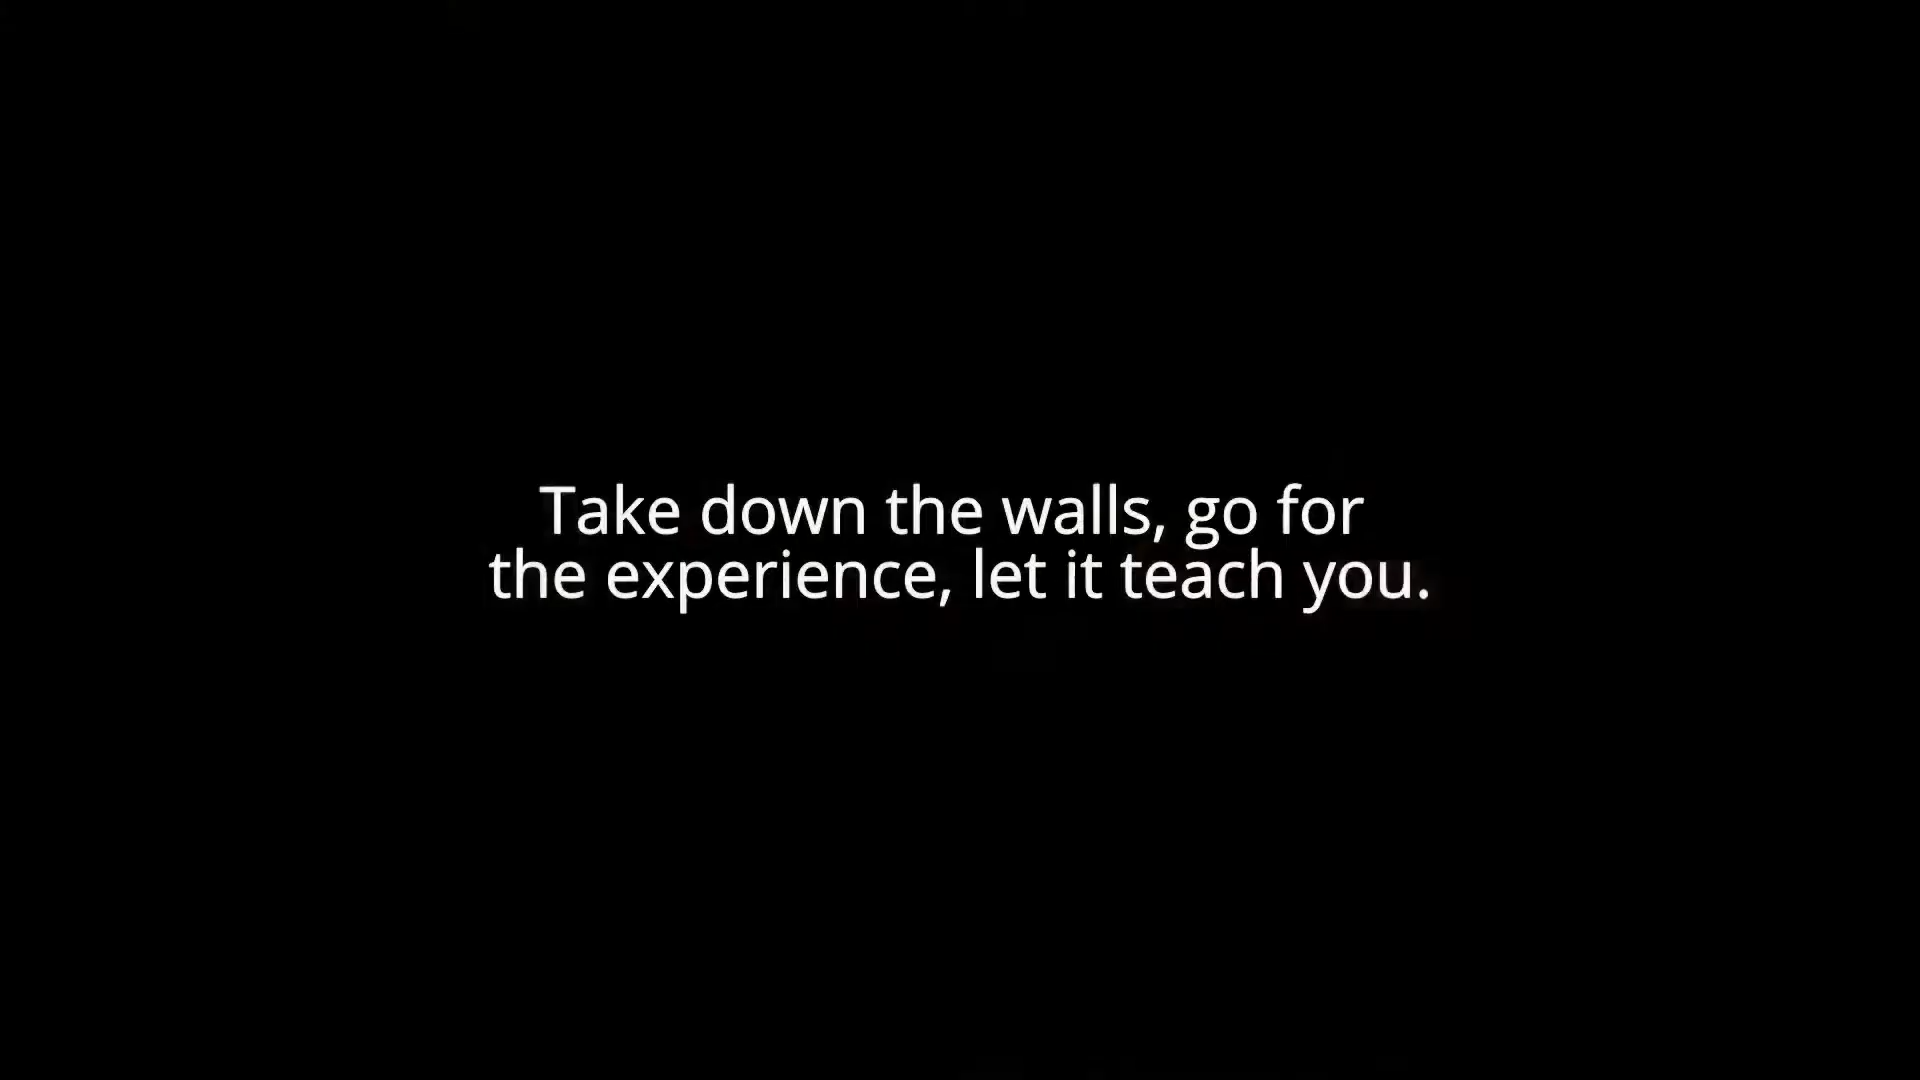 Take down the walls, go for
the experience, let it teach you.